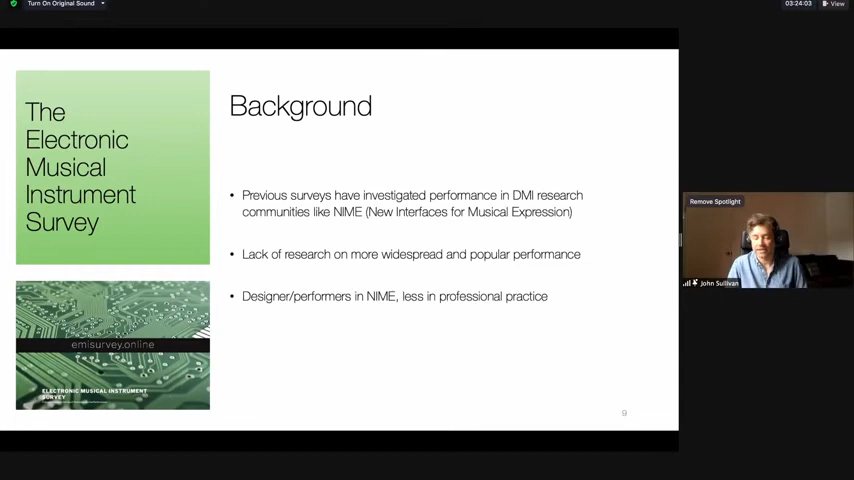 Turn On Original Sound
03:24:03
View
The
Electronic
Musical
Instrument
Survey
Background
• Previous surveys have investigated performance in DMI research
communities like NIME (New Interfaces for Musical Expression)
• Lack of research on more widespread and popular performance
• Designer/performers in NIME, less in professional practice
emisurvey.online
ELECTRONIC MUSICAL INSTRUMENT
SURVEY
9
Remove Spotlight
John Sullivan